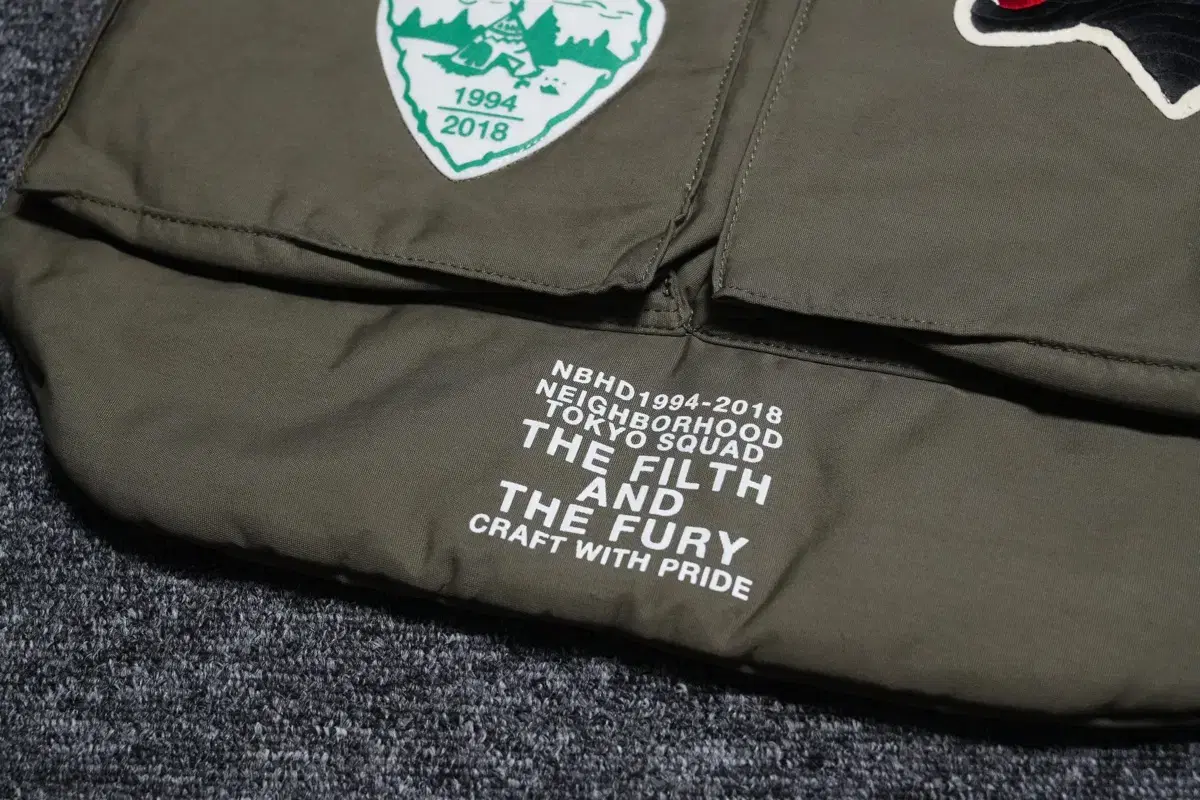 1994
2018
NBHD1994-2018
NEIGHBORHOOD
TOKYO SQUAD
THE FILTH
AND
THE FURY
CRAFT WITH PRIDE